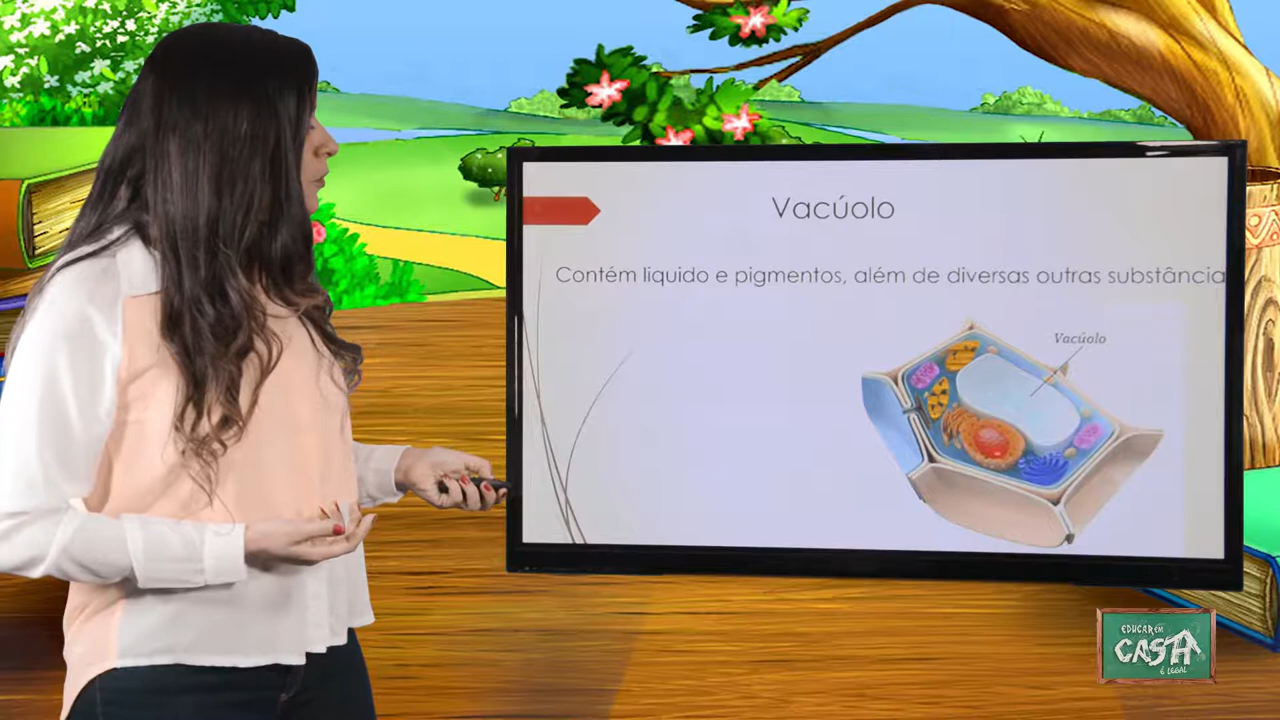 Vacúolo
Contém liquido e pigmentos, além de diversas outras substância
Vacúolo
EDUCAR EM
CASA
É LEGAL